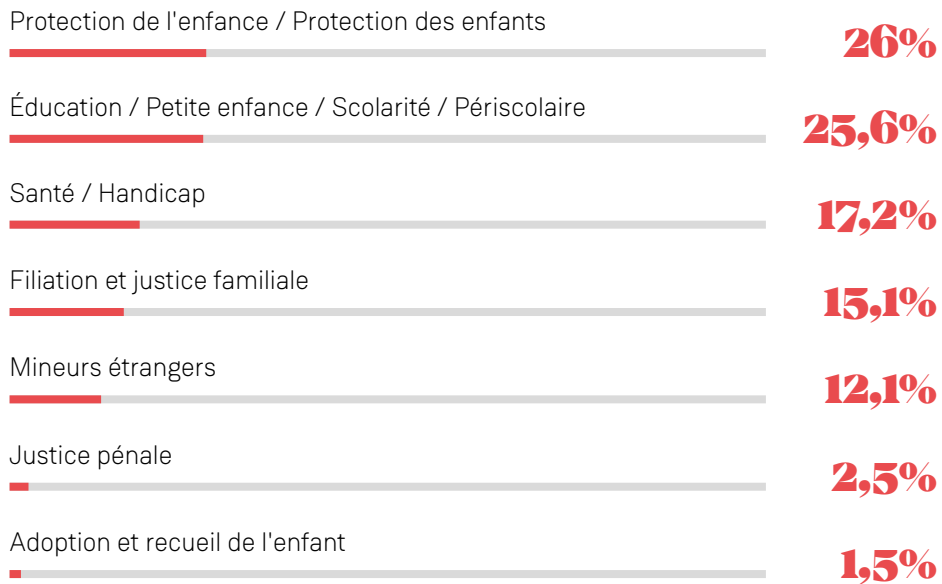 Protection de l'enfance / Protection des enfants
26%
Éducation / Petite enfance / Scolarité / Périscolaire
25,6%
Santé / Handicap
17,2%
Filiation et justice familiale
15,1%
Mineurs étrangers
12,1%
Justice pénale
2,5%
Adoption et recueil de l'enfant
1,5%